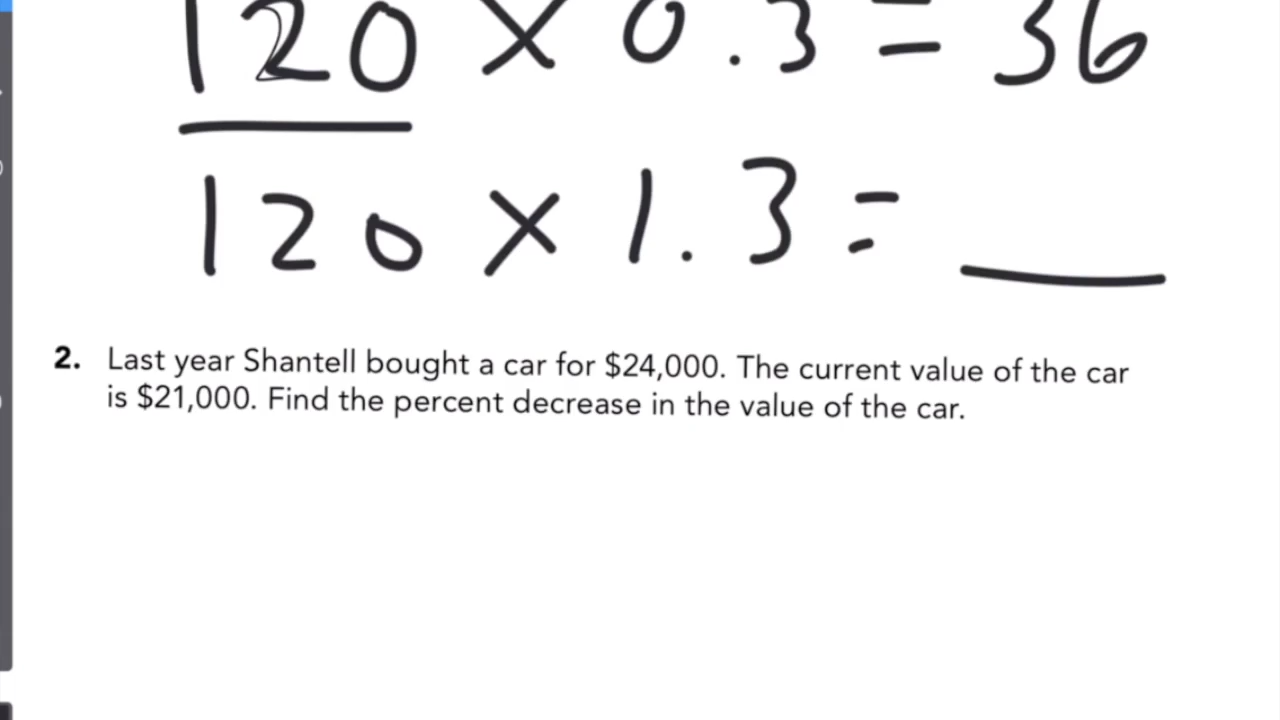 120 × 0.3 = 36
120 × 1.3 = ___
2. Last year Shantell bought a car for $24,000. The current value of the car
is $21,000. Find the percent decrease in the value of the car.